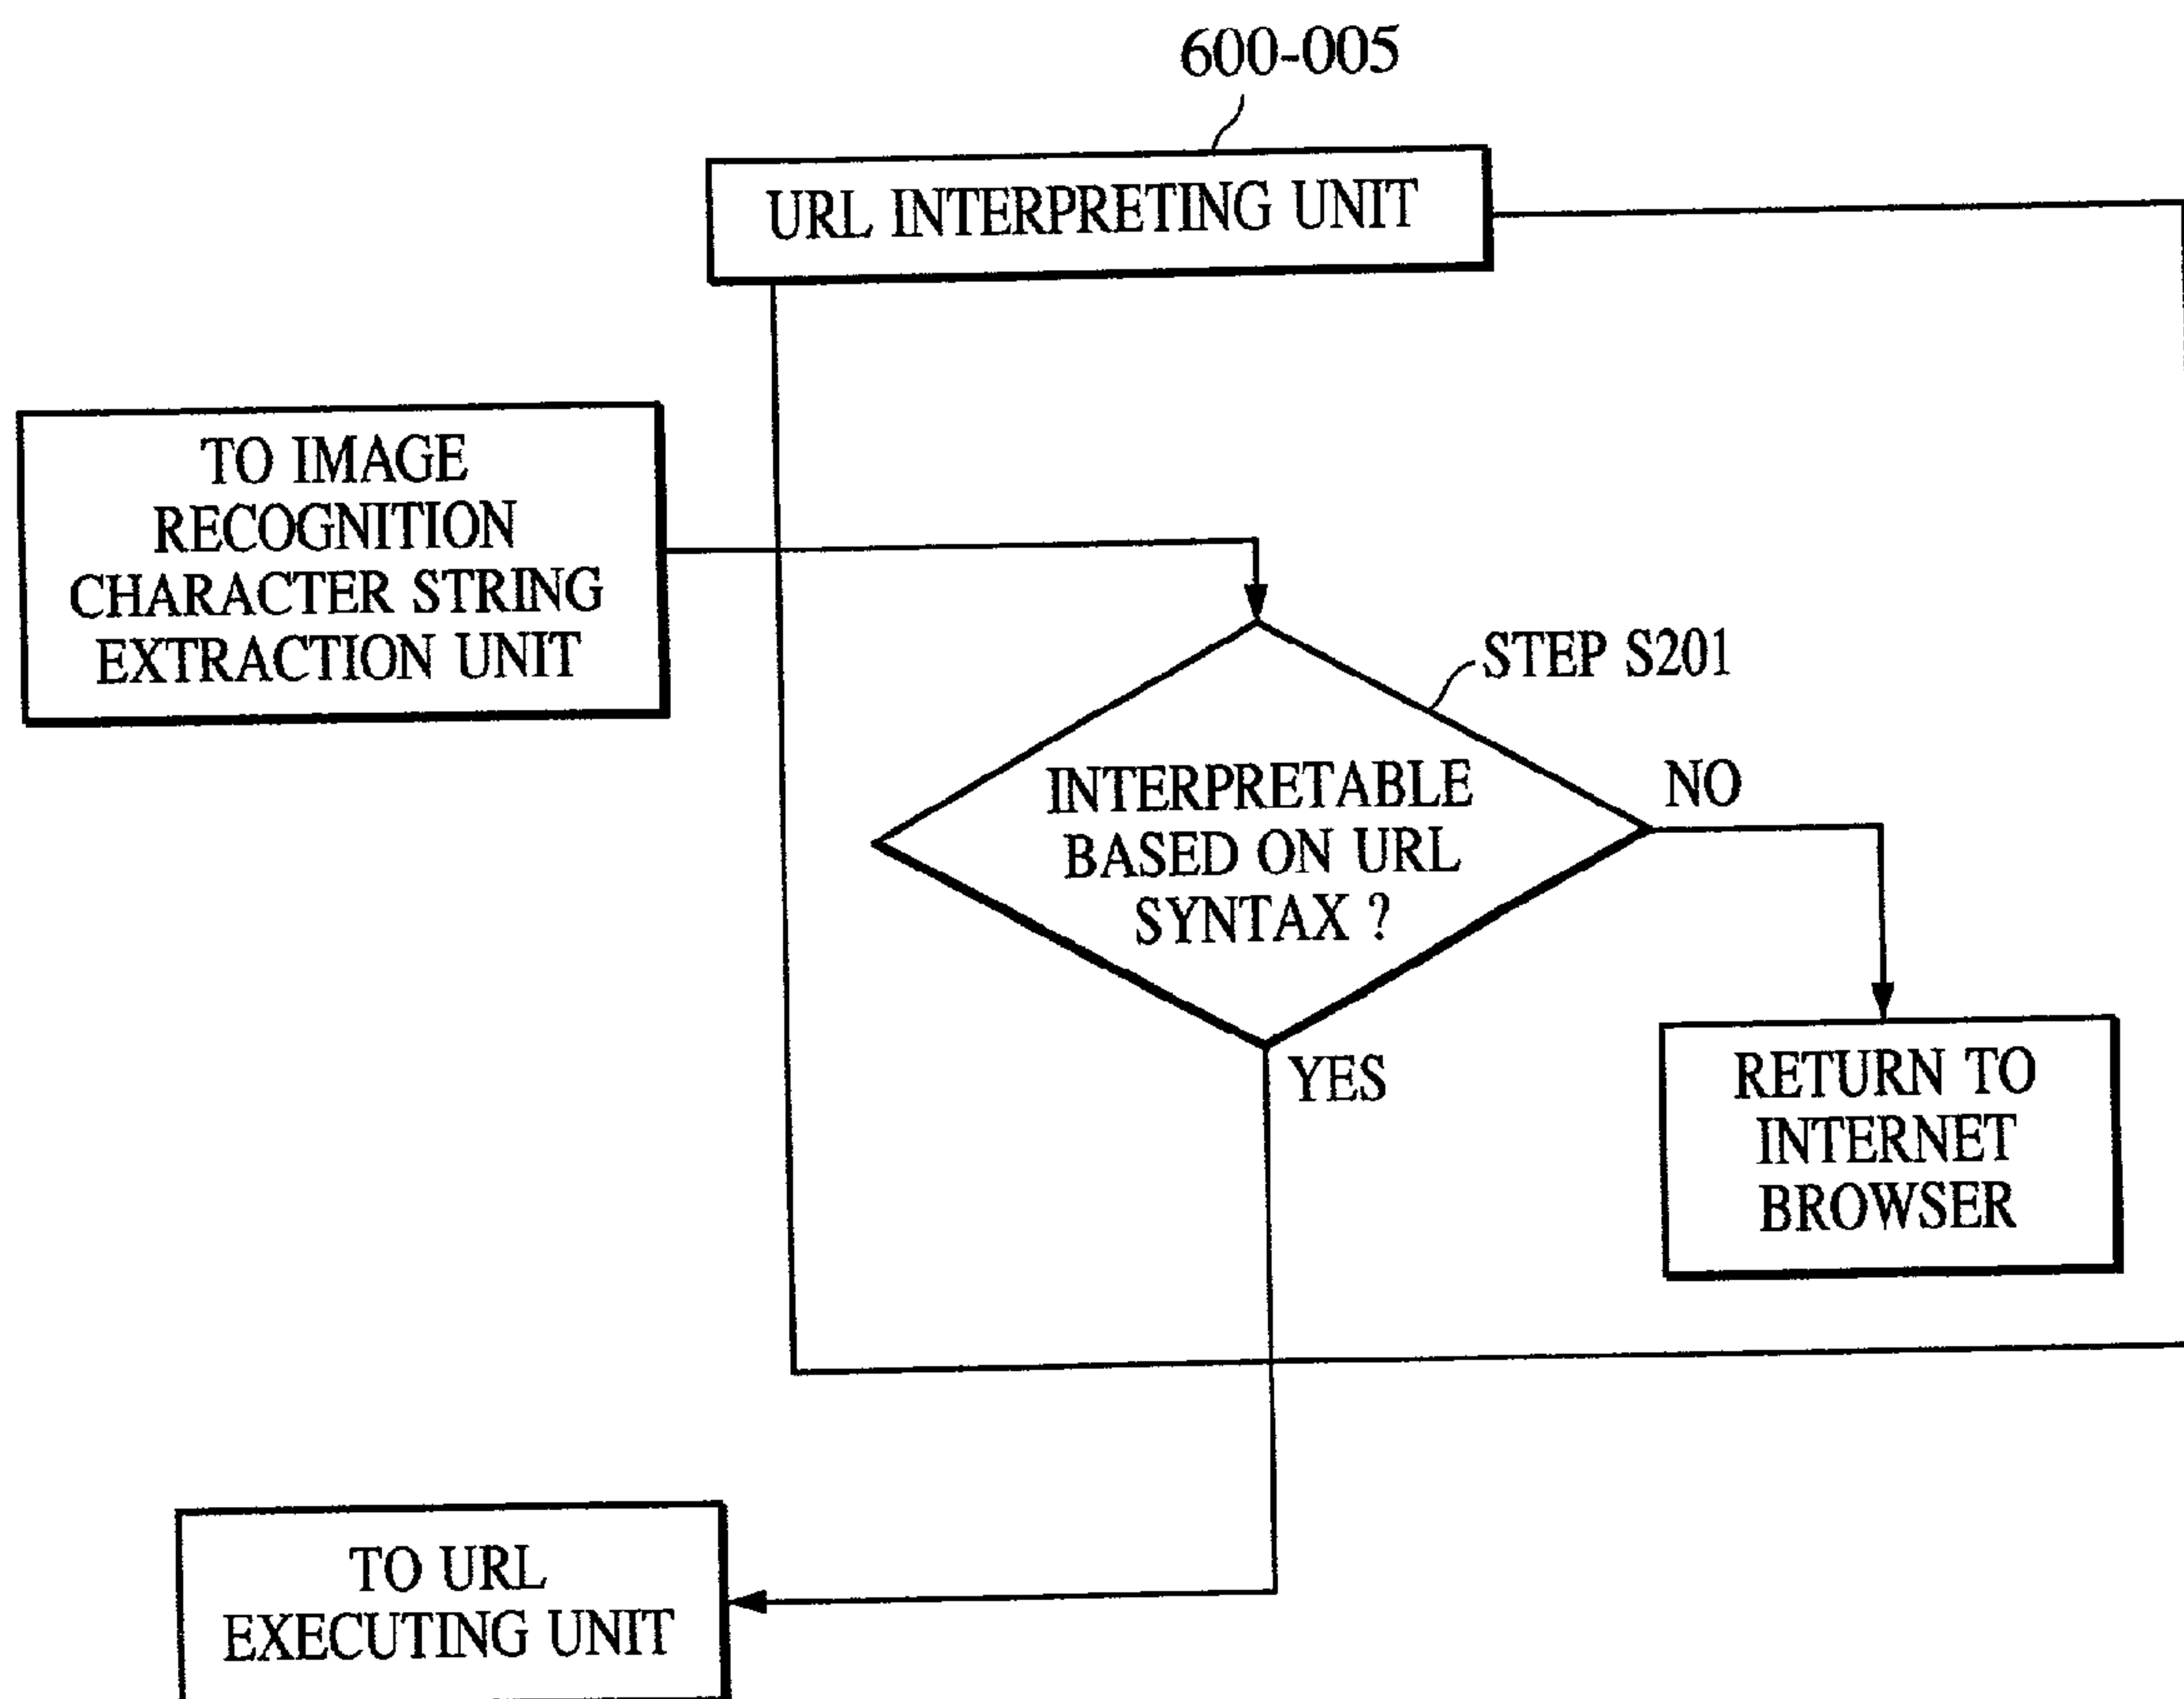 600-005
URL INTERPRETING UNIT
TO IMAGE
RECOGNITION
CHARACTER STRING
EXTRACTION UNIT
STEP S201
INTERPRETABLE
BASED ON URL
SYNTAX ?
NO
YES
RETURN TO
INTERNET
BROWSER
TO URL
EXECUTING UNIT